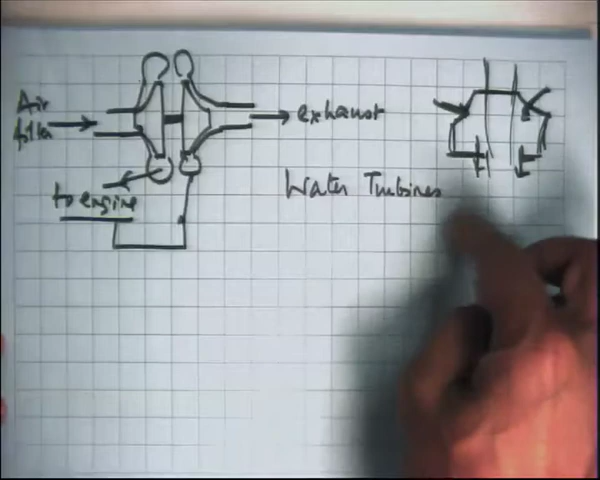 Air
filter
exhaust
to engine
Water Turbines